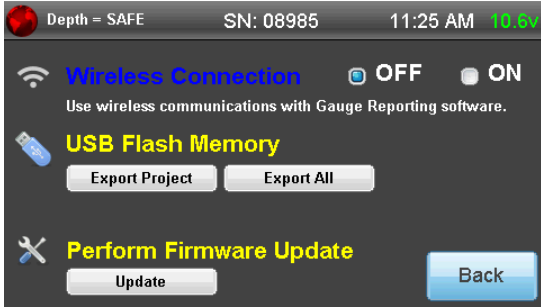 Depth = SAFE SN: 08985 11:25 AM 10.6v
Wireless Connection OFF ON
Use wireless communications with Gauge Reporting software.
USB Flash Memory
Export Project Export All
Perform Firmware Update
Update Back